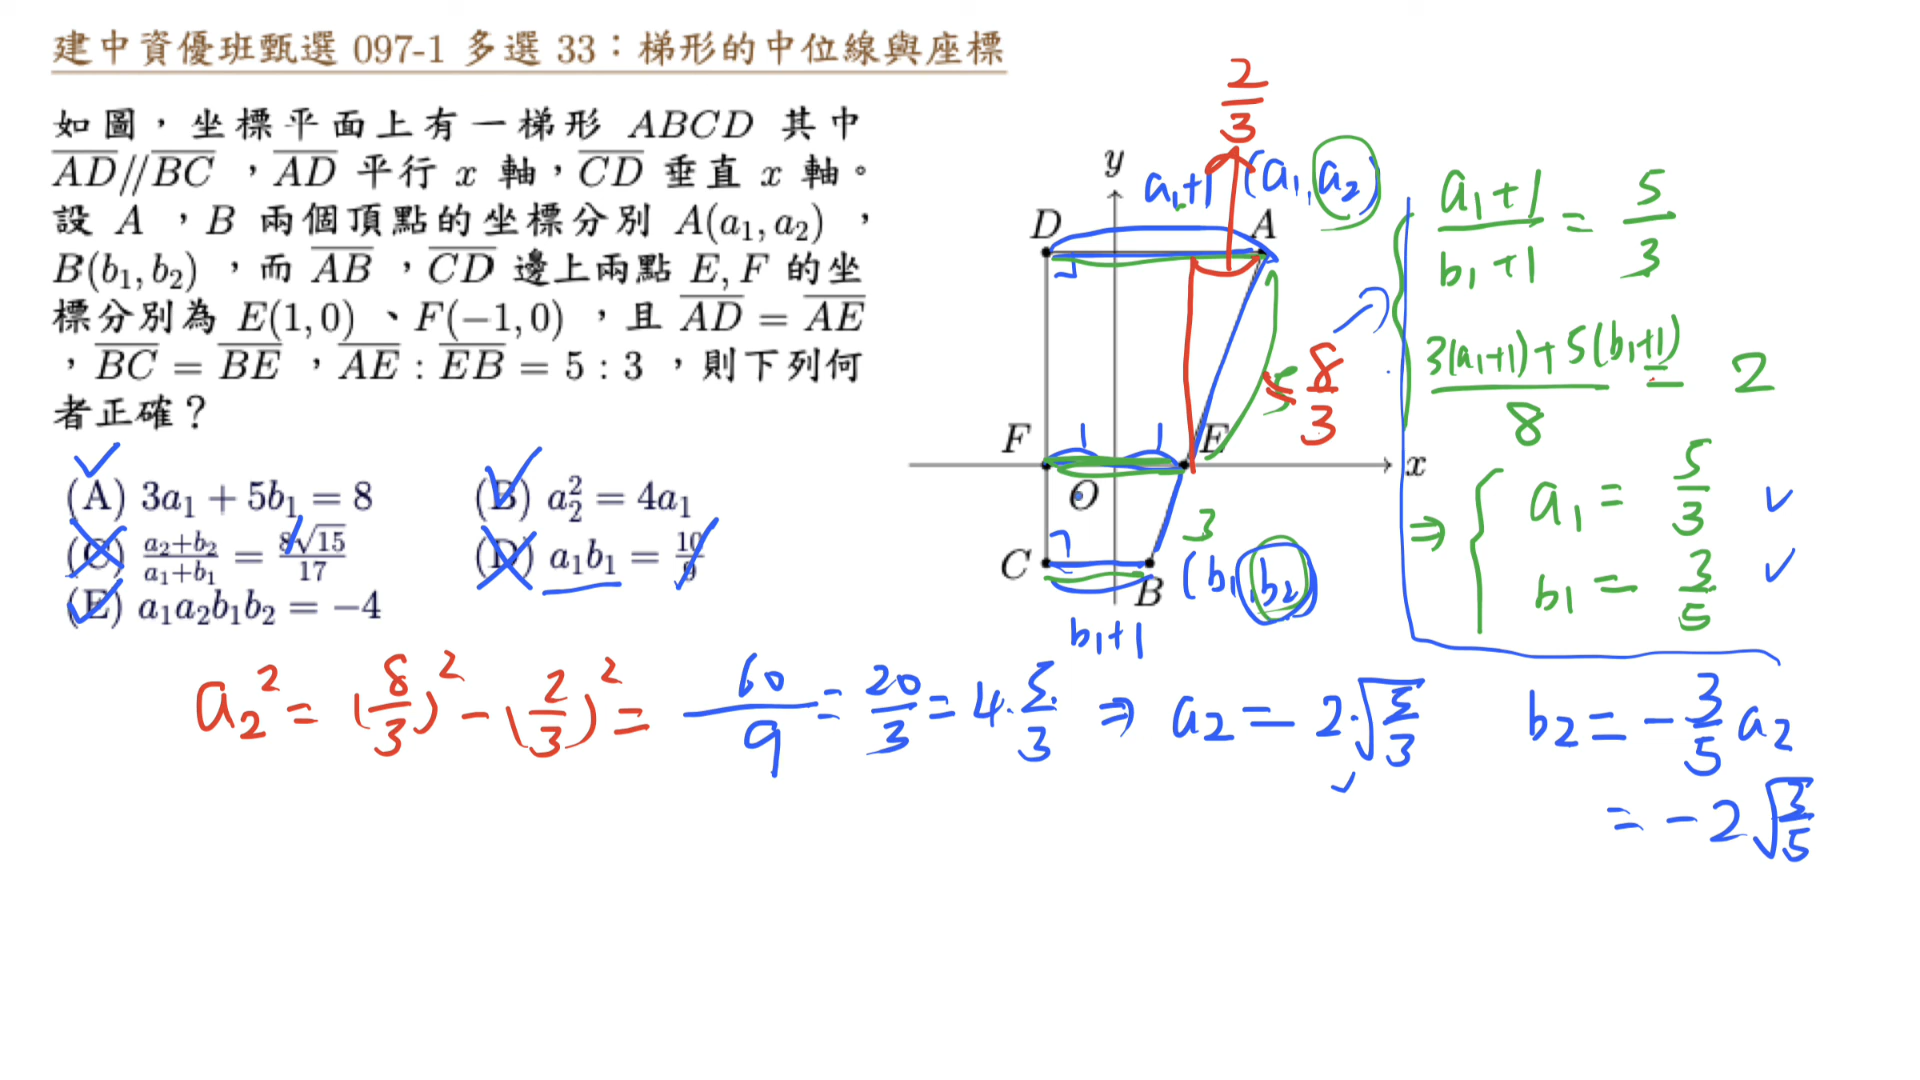 建中資優班甄選 097-1 多選 33：梯形的中位線與座標
如圖，坐標平面上有一梯形 ABCD 其中
AD//BC ，AD 平行 x 軸，CD 垂直 x 軸。
設 A ，B 兩個頂點的坐標分別 A(a₁, a₂) ，
B(b₁, b₂) ，而 AB ，CD 邊上兩點 E, F 的坐
標分別為 E(1, 0) 、F(−1, 0) ，且 AD = AE
，BC = BE ，AE : EB = 5 : 3 ，則下列何
者正確？
(A) 3a₁ + 5b₁ = 8
(B) a₂² = 4a₁
(C) (a₂+b₂)/(a₁+b₁) = 8√15/17
(D) a₁b₁ = 10/9
(E) a₁a₂b₁b₂ = −4
2/3
y
a₁+1
(a₁, a₂)
D
A
5
8/3
F
1
1
E
x
O
3
C
B
(b₁, b₂)
b₁+1
(a₁+1)/(b₁+1) = 5/3
(3(a₁+1)+5(b₁+1))/8 = 2
⇒ { a₁ = 5/3 ✓
b₁ = 3/5 ✓
a₂² = (8/3)² − (2/3)² = 60/9 = 20/3 = 4·5/3 ⇒ a₂ = 2·√(5/3)
b₂ = −3/5 a₂
= −2√(3/5)